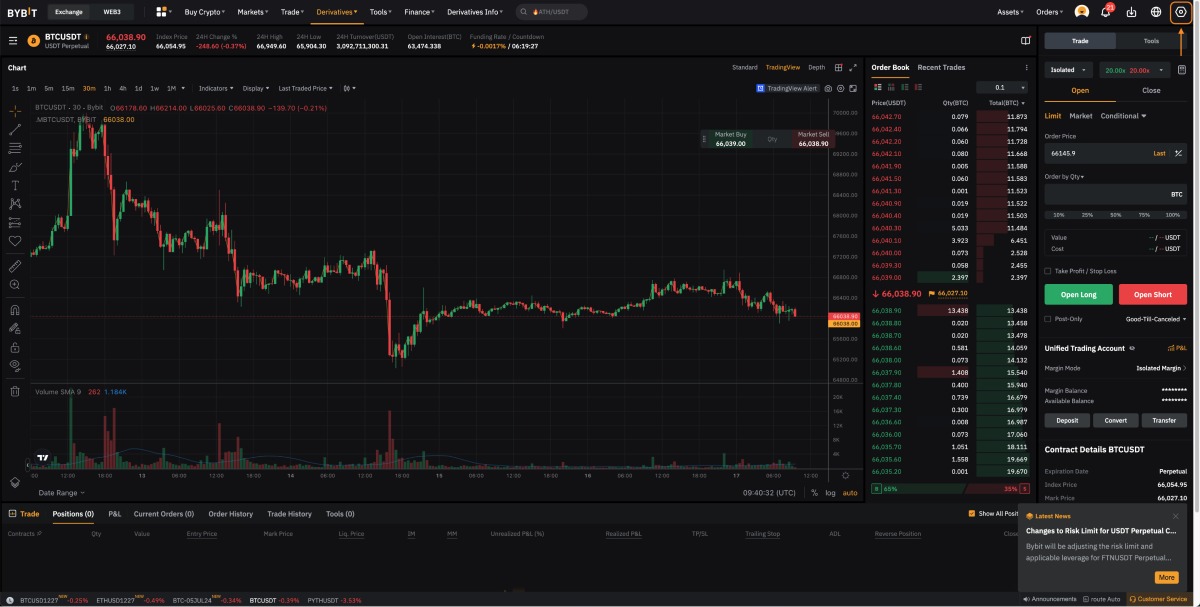 BYBIT Exchange WEB3 Buy Crypto Markets Trade Derivatives Tools Finance Derivatives Info ATH/USDT Assets Orders 21
BTCUSDT
USDT Perpetual
66,038.90
66,027.10
Index Price
66,054.95
24H Change %
-248.60 (-0.37%)
24H High
66,949.60
24H Low
65,904.30
24H Turnover(USDT)
3,092,711,300.31
Open Interest(BTC)
63,474.338
Funding Rate / Countdown
-0.0017% / 06:19:27
Chart
Standard TradingView Depth
1s 1m 5m 15m 30m 1h 4h 1d 1w 1M Indicators Display Last Traded Price
TradingView Alert
BTCUSDT · 30 · Bybit O66178.60 H66214.00 L66025.60 C66038.90 −139.70 (−0.21%)
.MBTCUSDT, BYBIT 66038.00
Market Buy
66,039.00
Qty
Market Sell
66,038.90
70000.00
69600.00
69200.00
68800.00
68400.00
68000.00
67600.00
67200.00
66800.00
66400.00
66038.90
66038.00
65600.00
65200.00
64800.00
Volume SMA 9 262 1.184K
20K
16K
12K
8K
4K
12:00 18:00 13 06:00 12:00 18:00 14 06:00 12:00 18:00 15 06:00 12:00 18:00 16 06:00 12:00 18:00 17 06:00 12:00
Date Range
09:40:32 (UTC) % log auto
Order Book Recent Trades
0.1
Price(USDT) Qty(BTC) Total(BTC)
66,042.70 0.079 11.873
66,042.40 0.066 11.794
66,042.20 0.060 11.728
66,042.10 0.080 11.668
66,041.90 0.005 11.588
66,041.50 0.060 11.583
66,041.30 0.001 11.523
66,040.90 0.019 11.522
66,040.40 0.019 11.503
66,040.20 5.033 11.484
66,040.10 3.923 6.451
66,040.00 0.073 2.528
66,039.30 0.058 2.455
66,039.00 2.397 2.397
66,038.90 66,027.10
66,038.90 13.438 13.438
66,038.80 0.020 13.458
66,038.70 0.020 13.478
66,038.60 0.581 14.059
66,038.00 0.073 14.132
66,037.90 1.408 15.540
66,037.80 0.400 15.940
66,037.40 0.739 16.679
66,037.30 0.300 16.979
66,036.60 0.008 16.987
66,036.00 0.073 17.060
66,035.70 1.051 18.111
66,035.60 1.558 19.669
66,035.20 0.001 19.670
B 65% 35% S
Trade Tools
Isolated 20.00x 20.00x
Open Close
Limit Market Conditional
Order Price
66145.9 Last
Order by Qty
BTC
10% 25% 50% 75% 100%
Value -- / -- USDT
Cost -- / -- USDT
Take Profit / Stop Loss
Open Long Open Short
Post-Only Good-Till-Canceled
Unified Trading Account P&L
Margin Mode Isolated Margin
Margin Balance ********
Available Balance ********
Deposit Convert Transfer
Contract Details BTCUSDT
Expiration Date Perpetual
Index Price 66,054.95
Mark Price 66,027.10
Trade Positions (0) P&L Current Orders (0) Order History Trade History Tools (0)
Contracts Qty Value Entry Price Mark Price Liq. Price IM MM Unrealized P&L (%) Realized P&L TP/SL Trailing Stop ADL Reverse Position
Latest News
Changes to Risk Limit for USDT Perpetual C...
Bybit will be adjusting the risk limit and
applicable leverage for FTNUSDT Perpetual...
More
BTCUSD1227 NEW -0.25% ETHUSD1227 NEW -0.49% BTC-05JUL24 NEW -0.34% BTCUSDT -0.39% PYTHUSDT -3.53%
Announcements route Auto Customer Service